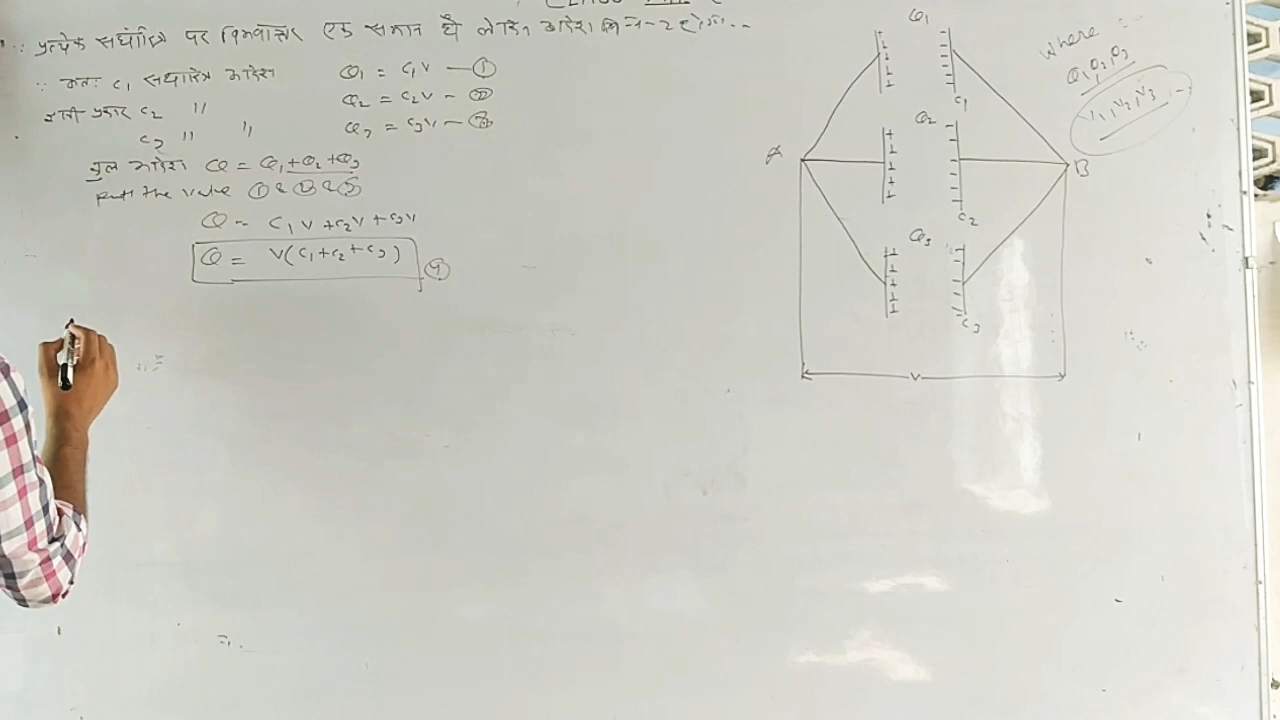 ∵ प्रत्येक संधारित्र पर विभवान्तर एक समान है लेकिन आवेश भिन्न-2 होगा...
∵ अतः C₁ संधारित्र आवेश Q₁ = C₁V — ①
इसी प्रकार C₂ " Q₂ = C₂V — ②
C₃ " " Q₃ = C₃V — ③
कुल आवेश Q = Q₁ + Q₂ + Q₃
put the value ① & ② & ③
Q = C₁V + C₂V + C₃V
Q = V(C₁ + C₂ + C₃) ④
Q₁
C₁
Q₂
A
B
C₂
Q₃
C₃
V
where
Q₁ Q₂ Q₃
V₁, V₂, V₃